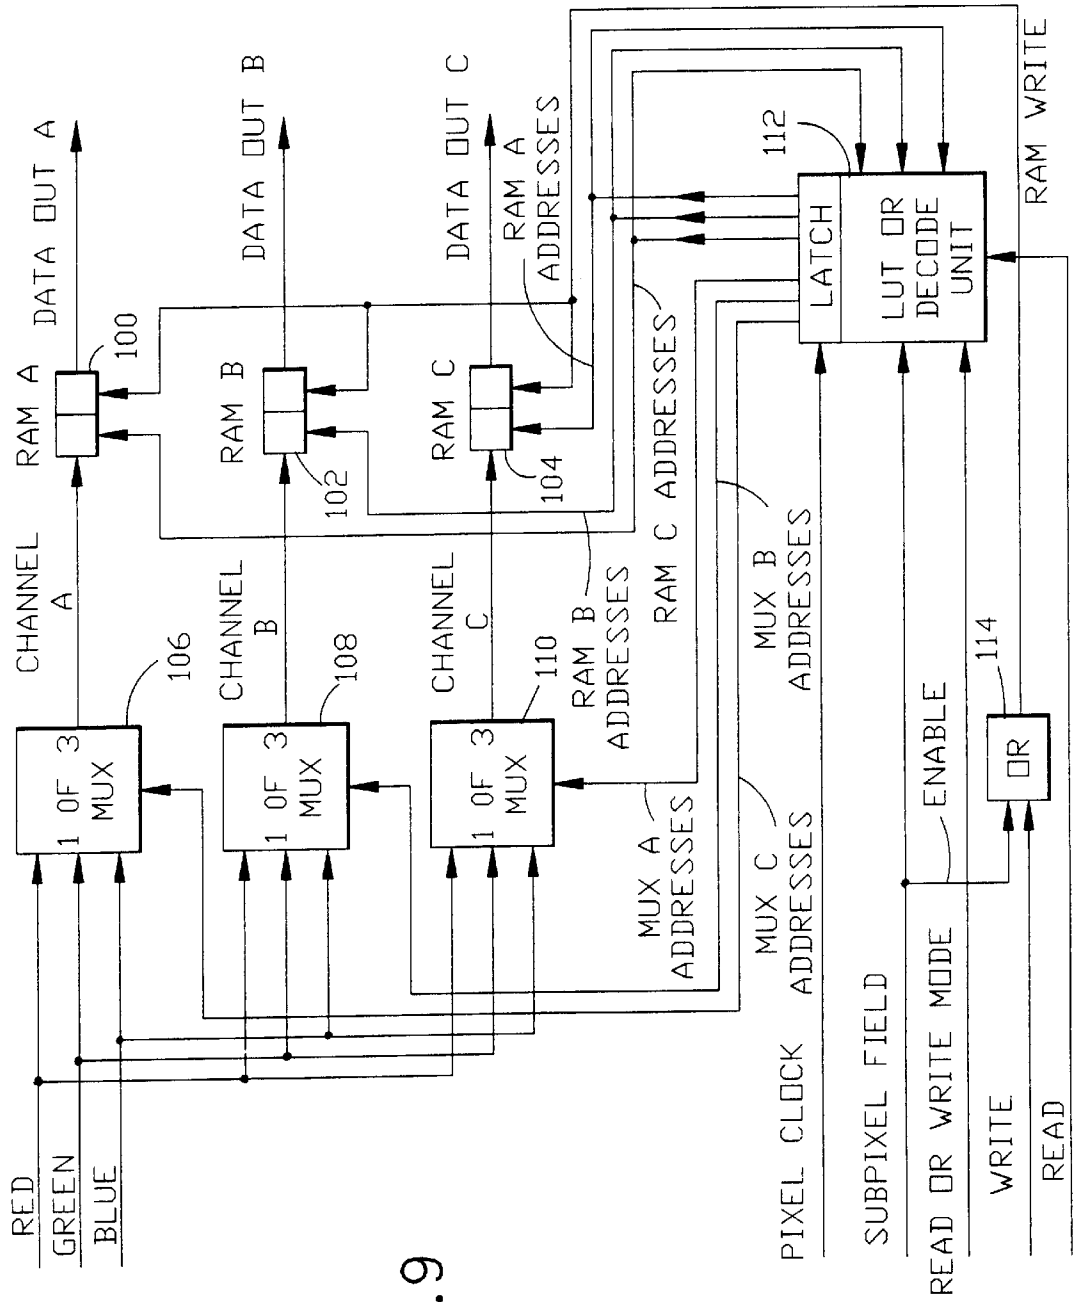 RED
GREEN
BLUE
1 OF 3
MUX
106
CHANNEL
A
RAM A
100
DATA OUT A
1 OF 3
MUX
108
CHANNEL
B
RAM B
102
DATA OUT B
1 OF 3
MUX
110
CHANNEL
C
RAM C
104
DATA OUT C
RAM A
ADDRESSES
RAM B
ADDRESSES
RAM C ADDRESSES
MUX A
ADDRESSES
MUX B
ADDRESSES
MUX C
ADDRESSES
PIXEL CLOCK
SUBPIXEL FIELD
ENABLE
READ OR WRITE MODE
WRITE
READ
OR
114
LATCH
LUT OR
DECODE
UNIT
112
RAM WRITE
.9